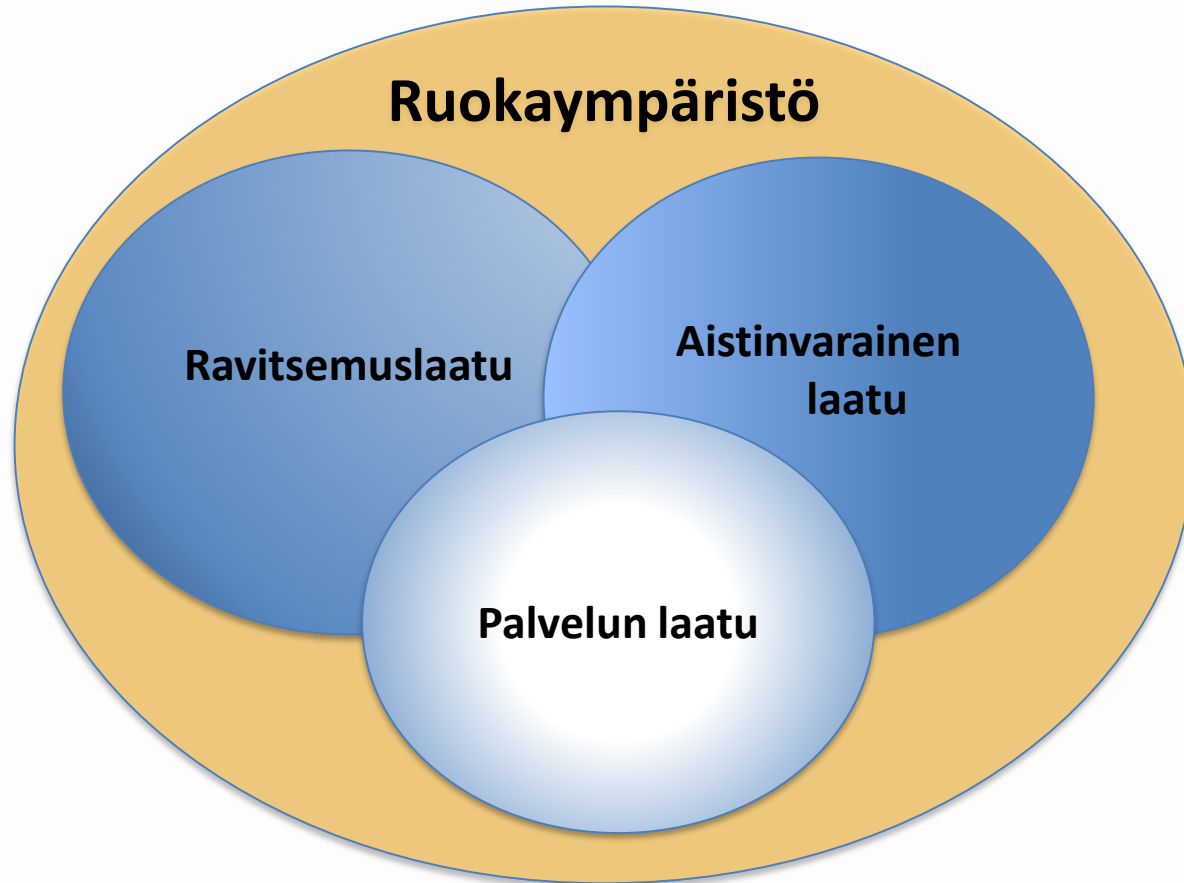 Ruokaympäristö
Ravitsemuslaatu
Aistinvarainen
laatu
Palvelun laatu